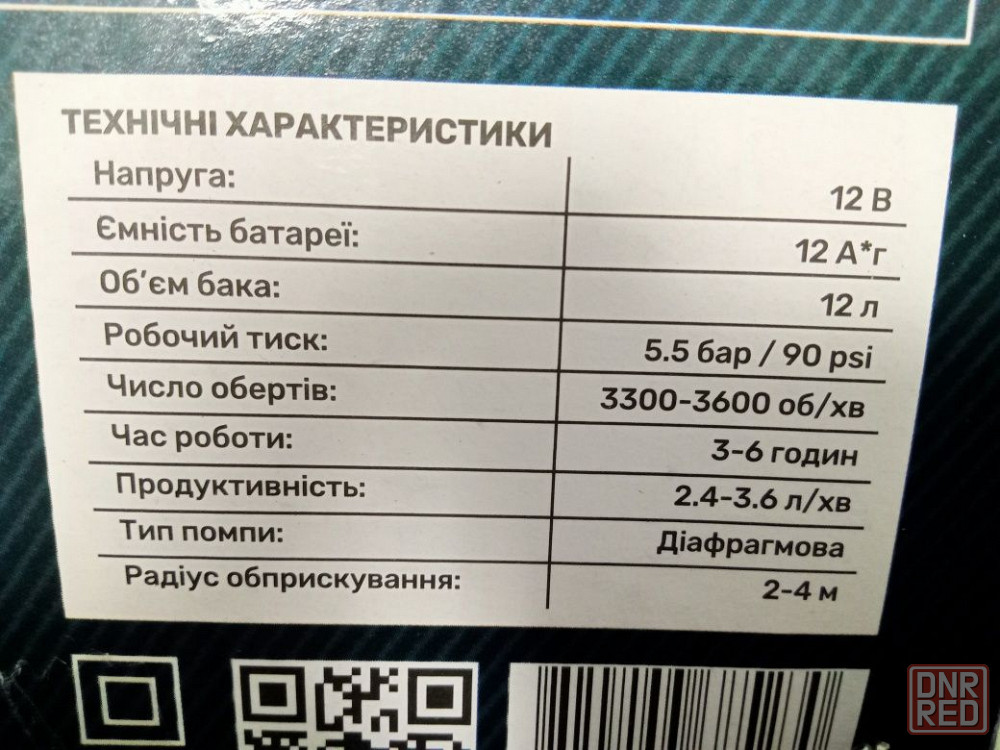 ТЕХНІЧНІ ХАРАКТЕРИСТИКИ
Напруга: 12 В
Ємність батареї: 12 А*г
Об’єм бака: 12 л
Робочий тиск: 5.5 бар / 90 psi
Число обертів: 3300-3600 об/хв
Час роботи: 3-6 годин
Продуктивність: 2.4-3.6 л/хв
Тип помпи: Діафрагмова
Радіус обприскування: 2-4 м
DNR
RED